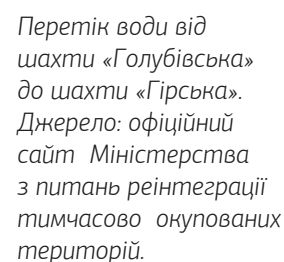 Перетік води від
шахти «Голубівська»
до шахти «Гірська».
Джерело: офіційний
сайт Міністерства
з питань реінтеграції
тимчасово окупованих
територій.